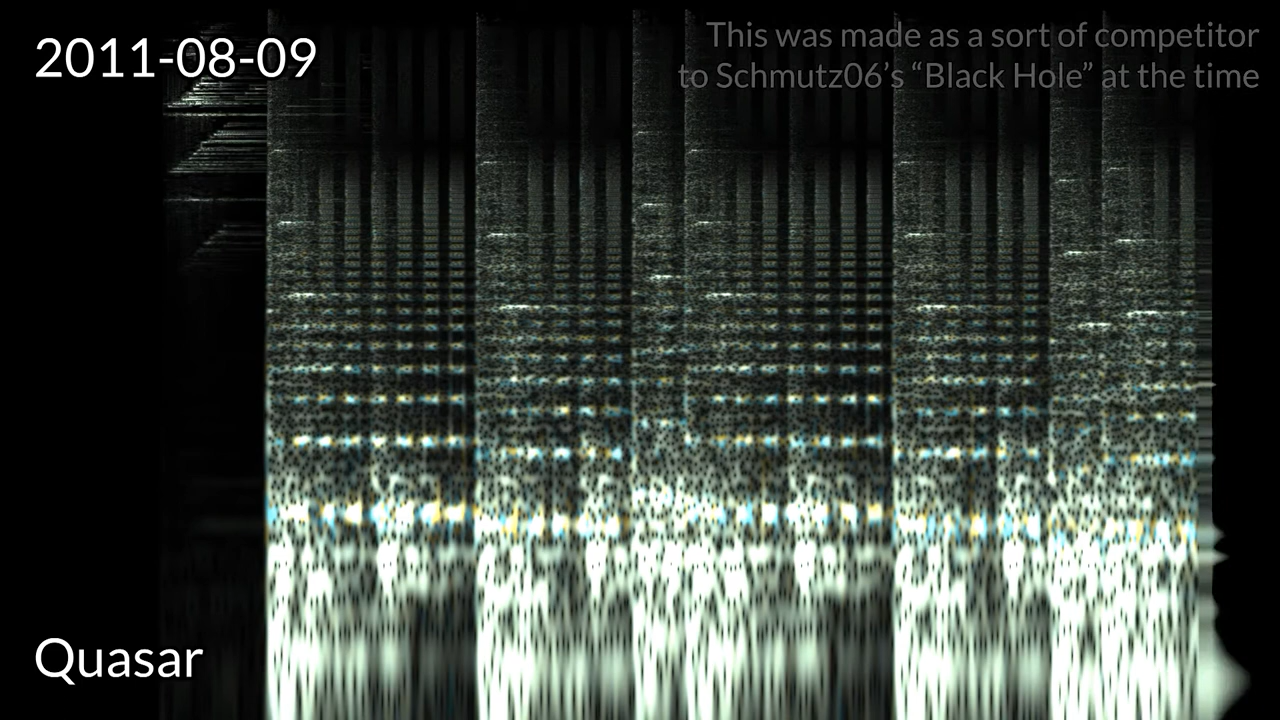 2011-08-09
This was made as a sort of competitor
to Schmutz06’s “Black Hole” at the time
Quasar